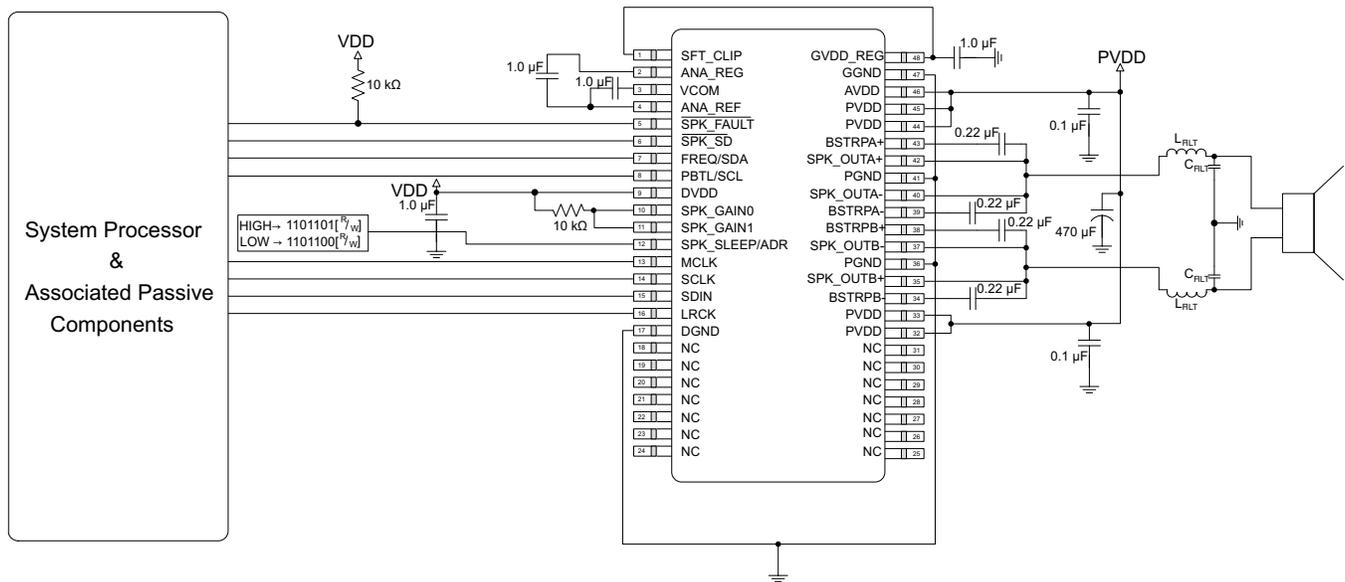 System Processor
&
Associated Passive
Components
VDD
10 kΩ
1.0 µF
1.0 µF
VDD
1.0 µF
10 kΩ
HIGH→ 1101101[R/W]
LOW → 1101100[R/W]
1 SFT_CLIP
2 ANA_REG
3 VCOM
4 ANA_REF
5 SPK_FAULT
6 SPK_SD
7 FREQ/SDA
8 PBTL/SCL
9 DVDD
10 SPK_GAIN0
11 SPK_GAIN1
12 SPK_SLEEP/ADR
13 MCLK
14 SCLK
15 SDIN
16 LRCK
17 DGND
18 NC
19 NC
20 NC
21 NC
22 NC
23 NC
24 NC
GVDD_REG 48
GGND 47
AVDD 46
PVDD 45
PVDD 44
BSTRPA+ 43
SPK_OUTA+ 42
PGND 41
SPK_OUTA- 40
BSTRPA- 39
BSTRPB+ 38
SPK_OUTB- 37
PGND 36
SPK_OUTB+ 35
BSTRPB- 34
PVDD 33
PVDD 32
NC 31
NC 30
NC 29
NC 28
NC 27
NC 26
NC 25
1.0 µF
PVDD
0.1 µF
0.22 µF
0.22 µF
0.22 µF
0.22 µF
470 µF
0.1 µF
LFILT
CFILT
CFILT
LFILT